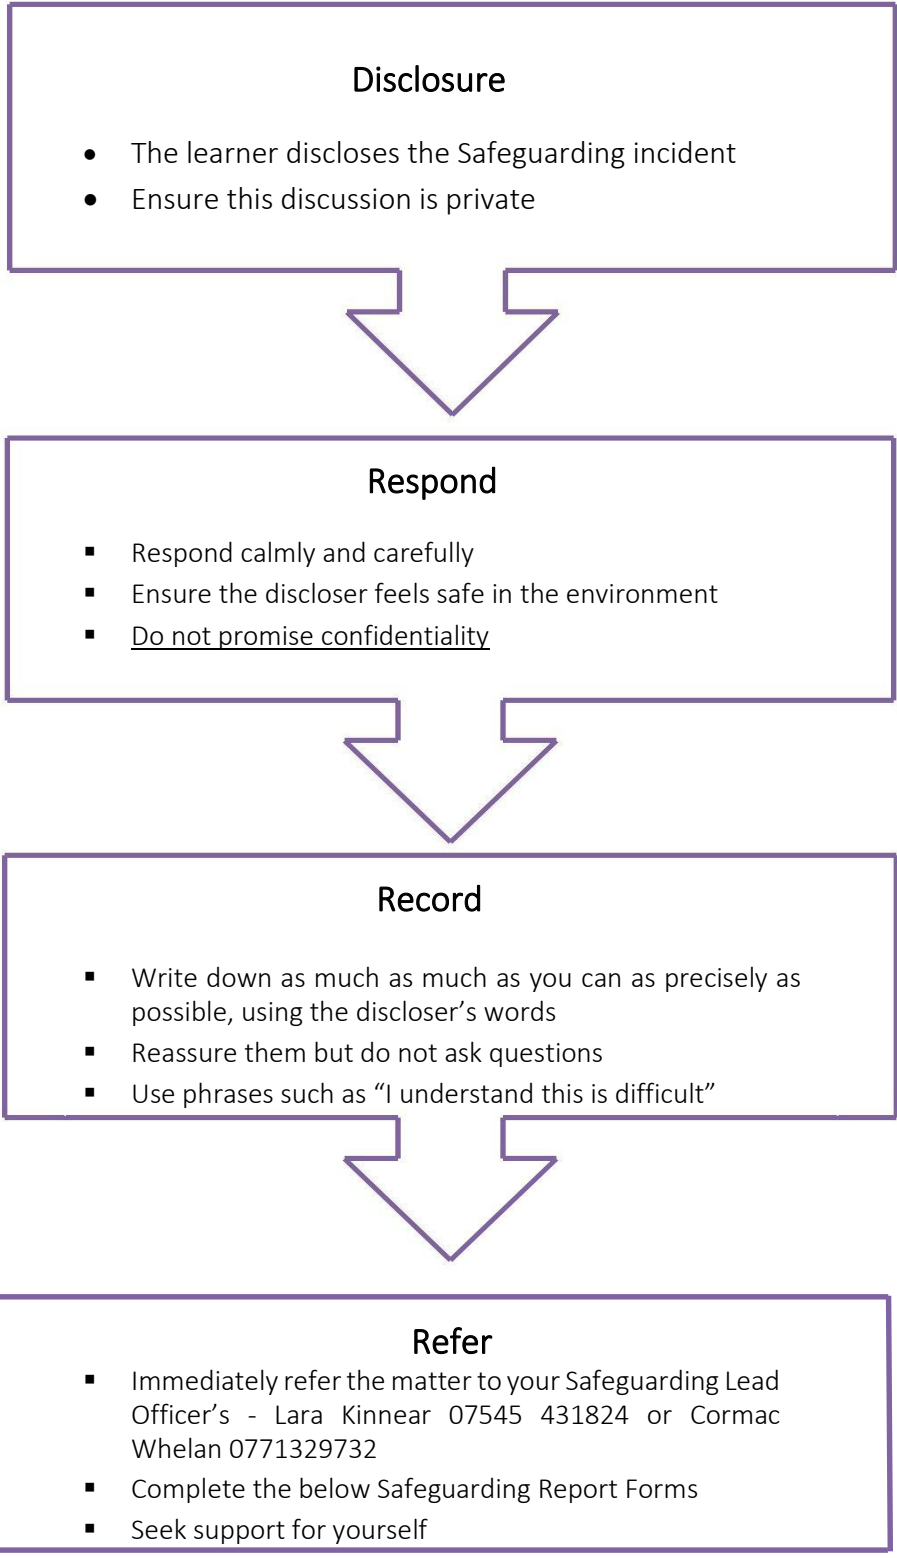 Disclosure
• The learner discloses the Safeguarding incident
• Ensure this discussion is private
Respond
▪ Respond calmly and carefully
▪ Ensure the discloser feels safe in the environment
▪ Do not promise confidentiality
Record
▪ Write down as much as much as you can as precisely as
possible, using the discloser’s words
▪ Reassure them but do not ask questions
▪ Use phrases such as “I understand this is difficult”
Refer
▪ Immediately refer the matter to your Safeguarding Lead
Officer’s - Lara Kinnear 07545 431824 or Cormac
Whelan 0771329732
▪ Complete the below Safeguarding Report Forms
▪ Seek support for yourself